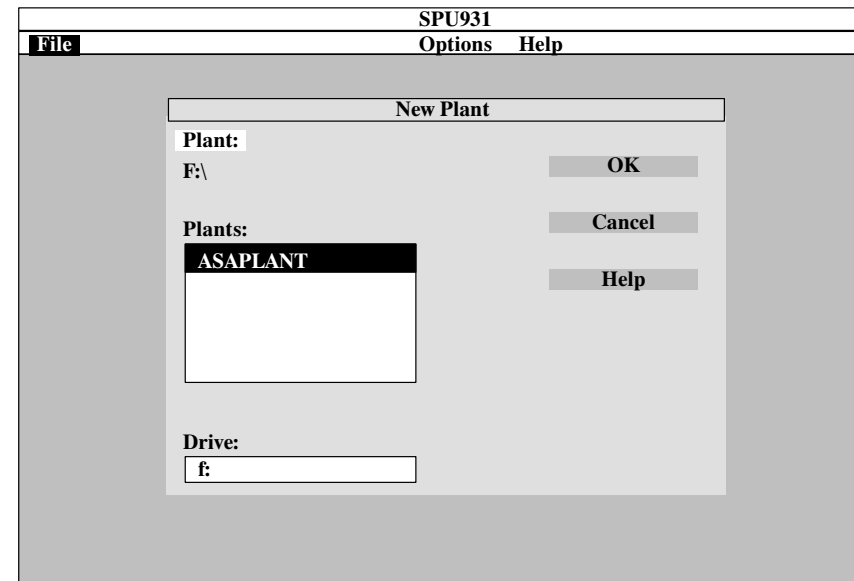 SPU931
File Options Help
New Plant
Plant:
F:\
OK
Plants:
Cancel
ASAPLANT
Help
Drive:
f: